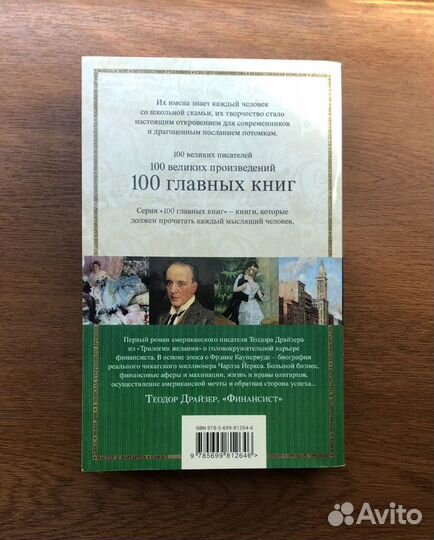 Их имена знает каждый человек
со школьной скамьи, их творчество стало
настоящим откровением для современников
и драгоценным посланием потомкам.
100 великих писателей
100 великих произведений
100 главных книг
Серия «100 главных книг» – книги, которые
должен прочитать каждый мыслящий человек.
Первый роман американского писателя Теодора Драйзера
из «Трилогии желания» о головокружительной карьере
финансиста. В основе эпоса о Фрэнке Каупервуде – биография
реального чикагского миллионера Чарлза Йеркса. Большой бизнес,
финансовые аферы и махинации, жизнь и нравы олигархов,
осуществление американской мечты и обратная сторона успеха...
Теодор Драйзер. «Финансист»
ISBN 978-5-699-81264-6
9 785699 812646 >
Avito